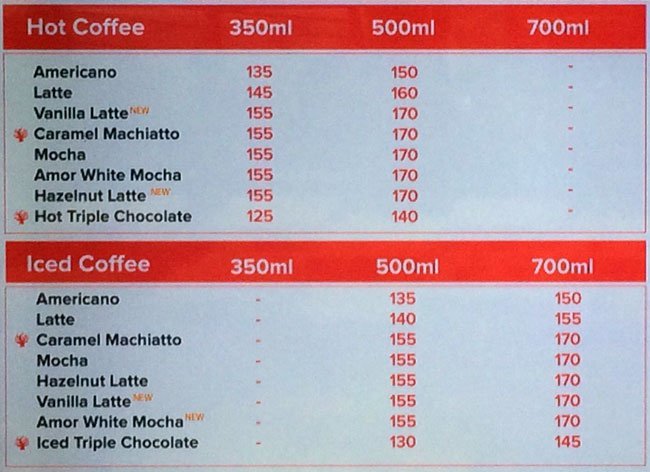 Hot Coffee 350ml 500ml 700ml
Americano 135 150 -
Latte 145 160 -
Vanilla Latte NEW 155 170 -
Caramel Machiatto 155 170 -
Mocha 155 170 -
Amor White Mocha 155 170 -
Hazelnut Latte NEW 155 170 -
Hot Triple Chocolate 125 140 -
Iced Coffee 350ml 500ml 700ml
Americano - 135 150
Latte - 140 155
Caramel Machiatto - 155 170
Mocha - 155 170
Hazelnut Latte - 155 170
Vanilla Latte NEW - 155 170
Amor White Mocha NEW - 155 170
Iced Triple Chocolate - 130 145